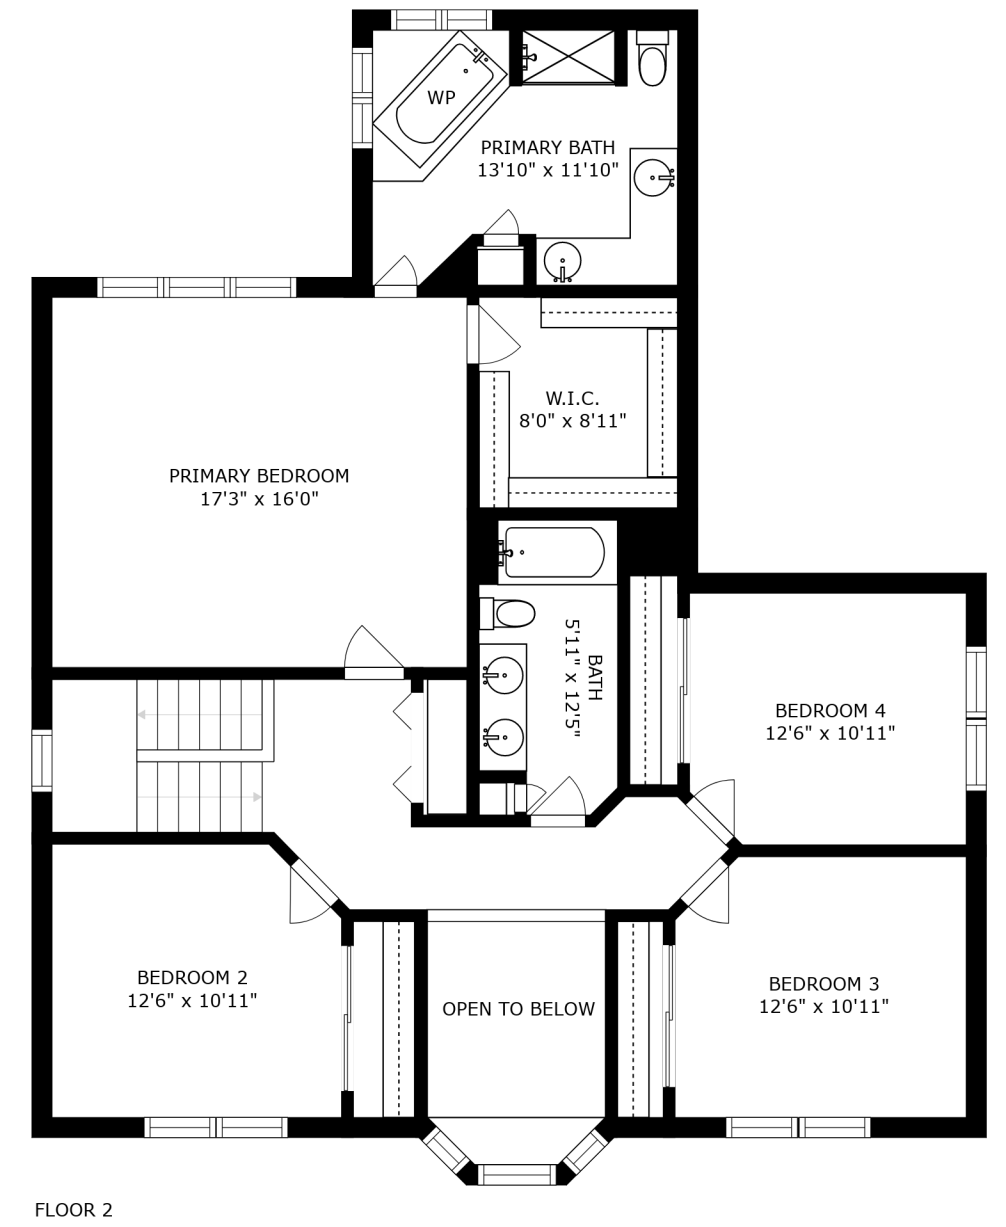 WP
PRIMARY BATH
13'10" x 11'10"
W.I.C.
8'0" x 8'11"
PRIMARY BEDROOM
17'3" x 16'0"
BATH
5'11" x 12'5"
BEDROOM 4
12'6" x 10'11"
BEDROOM 2
12'6" x 10'11"
OPEN TO BELOW
BEDROOM 3
12'6" x 10'11"
FLOOR 2